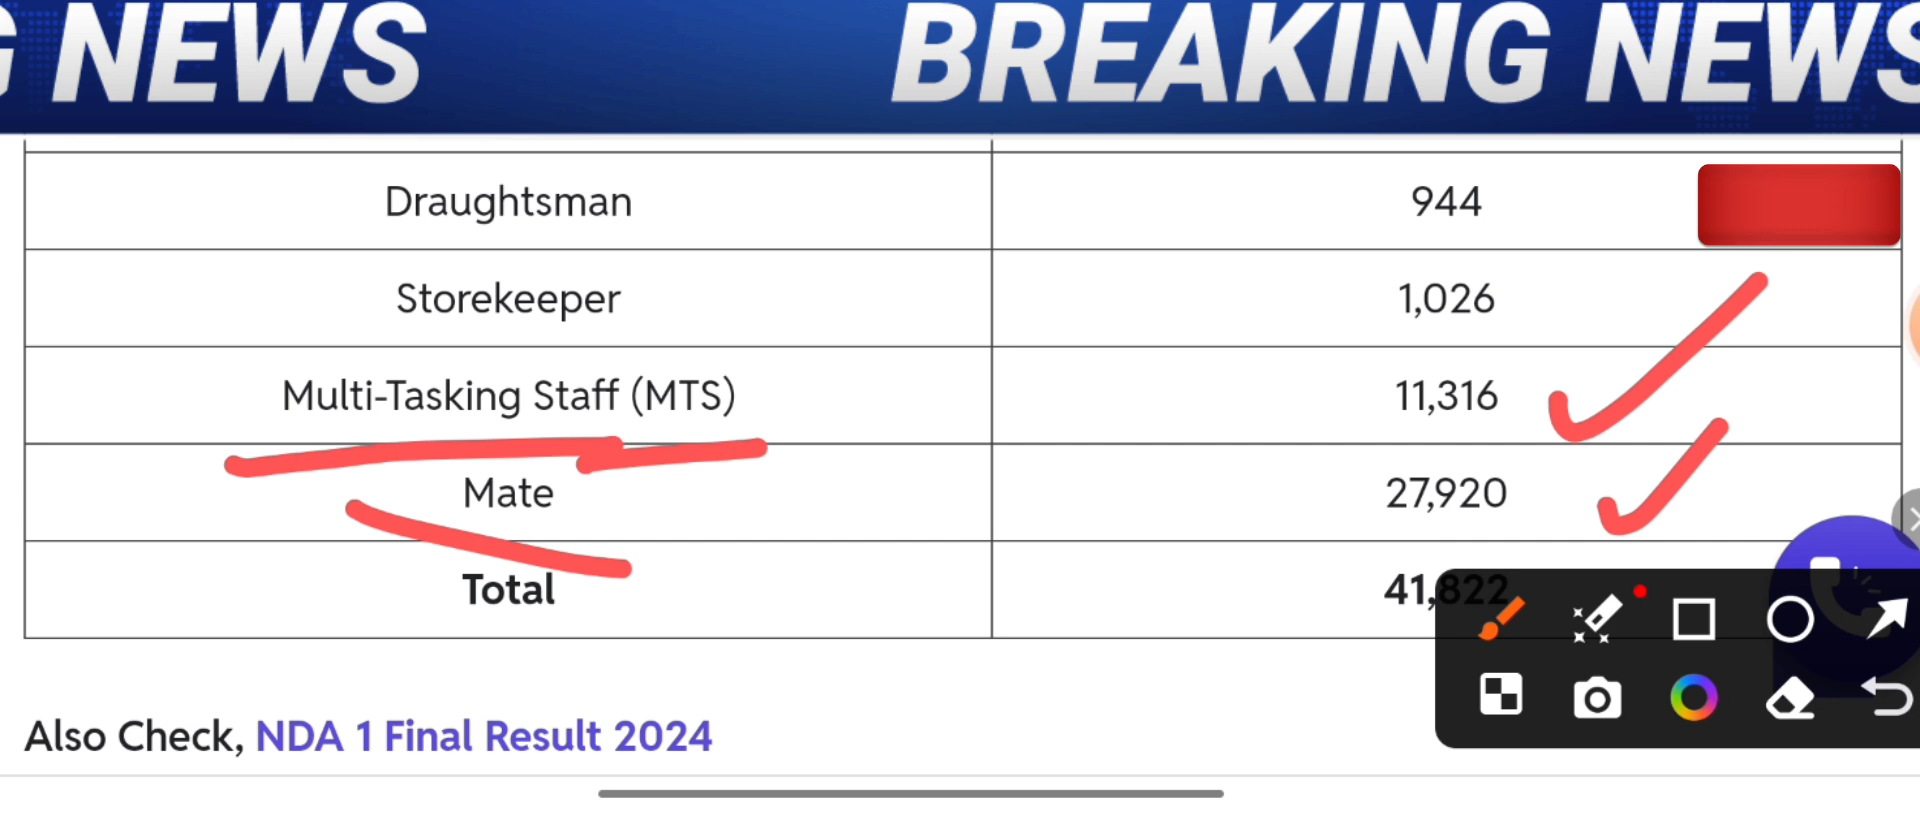 G NEWS BREAKING NEWS
Draughtsman 944
Storekeeper 1,026
Multi-Tasking Staff (MTS) 11,316
Mate 27,920
Total 41,822
Also Check, NDA 1 Final Result 2024